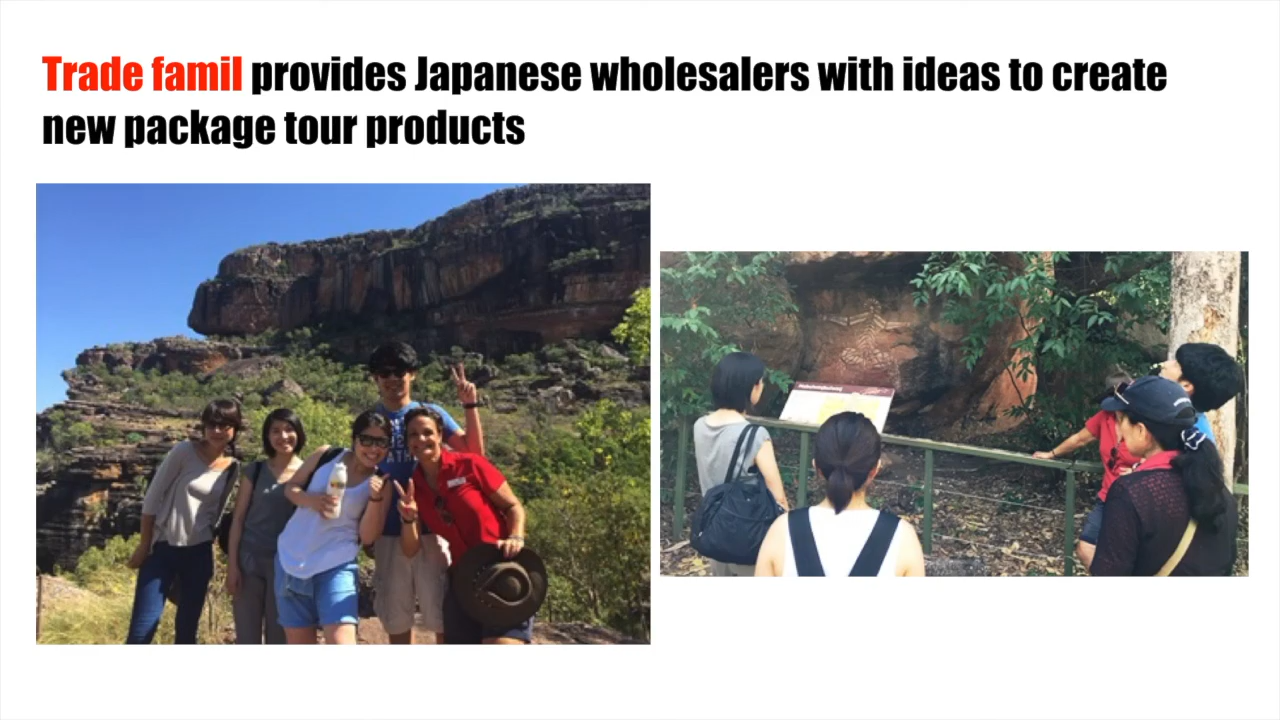 Trade famil provides Japanese wholesalers with ideas to create
new package tour products